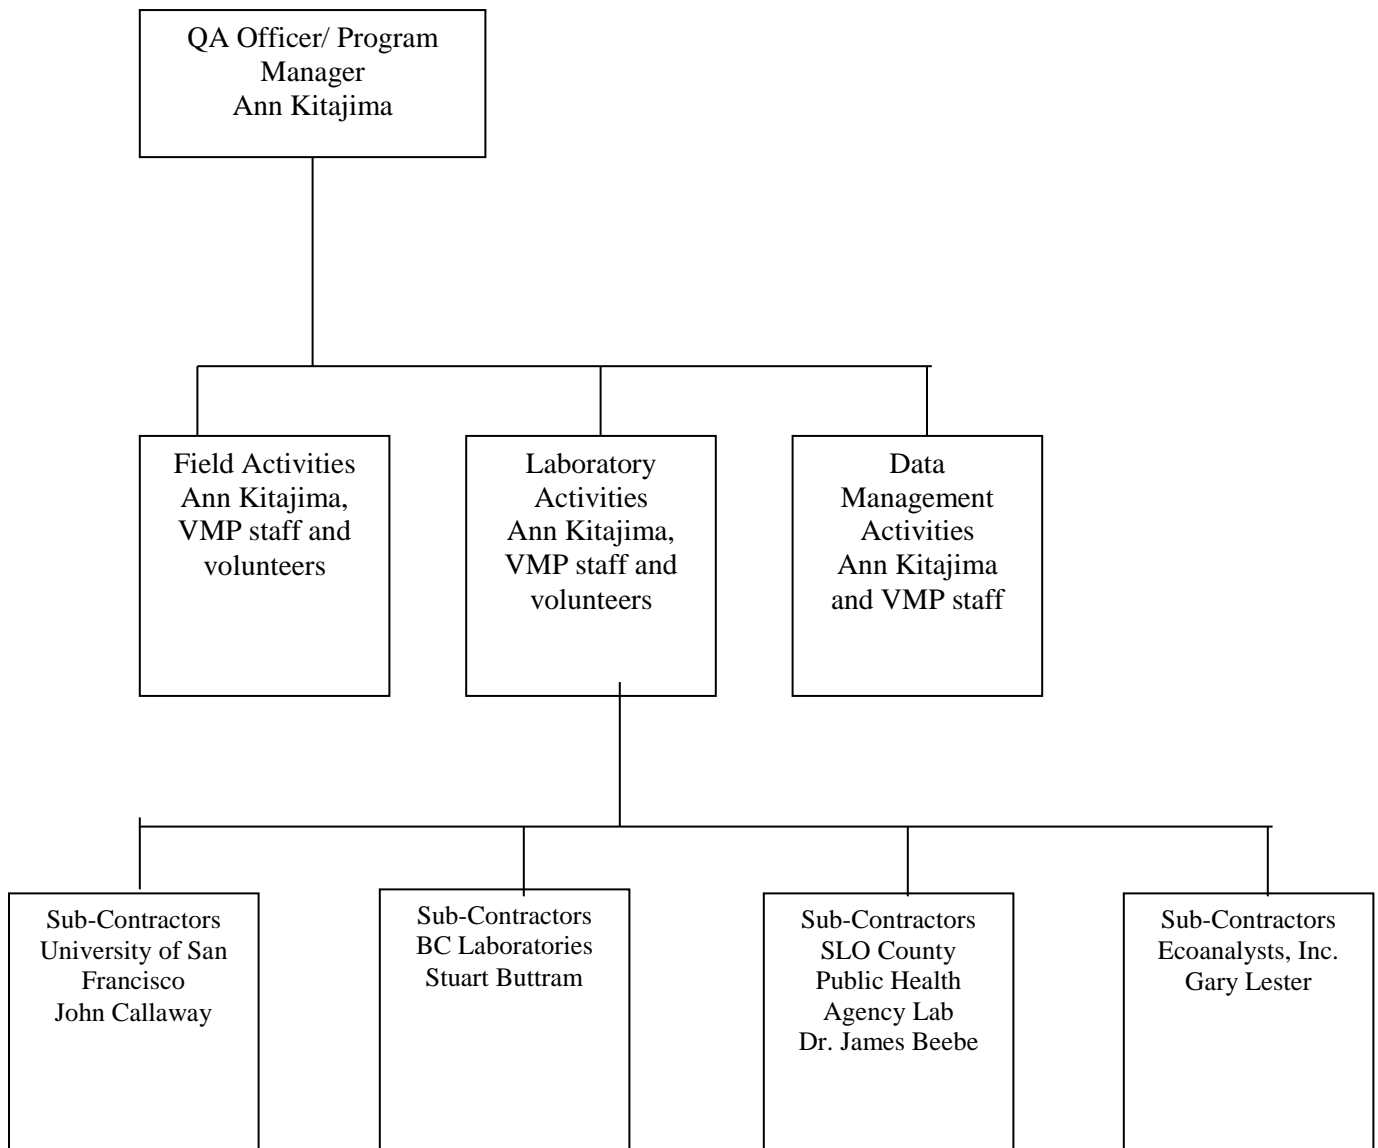 QA Officer/ Program
Manager
Ann Kitajima
Field Activities
Ann Kitajima,
VMP staff and
volunteers
Laboratory
Activities
Ann Kitajima,
VMP staff and
volunteers
Data
Management
Activities
Ann Kitajima
and VMP staff
Sub-Contractors
University of San
Francisco
John Callaway
Sub-Contractors
BC Laboratories
Stuart Buttram
Sub-Contractors
SLO County
Public Health
Agency Lab
Dr. James Beebe
Sub-Contractors
Ecoanalysts, Inc.
Gary Lester